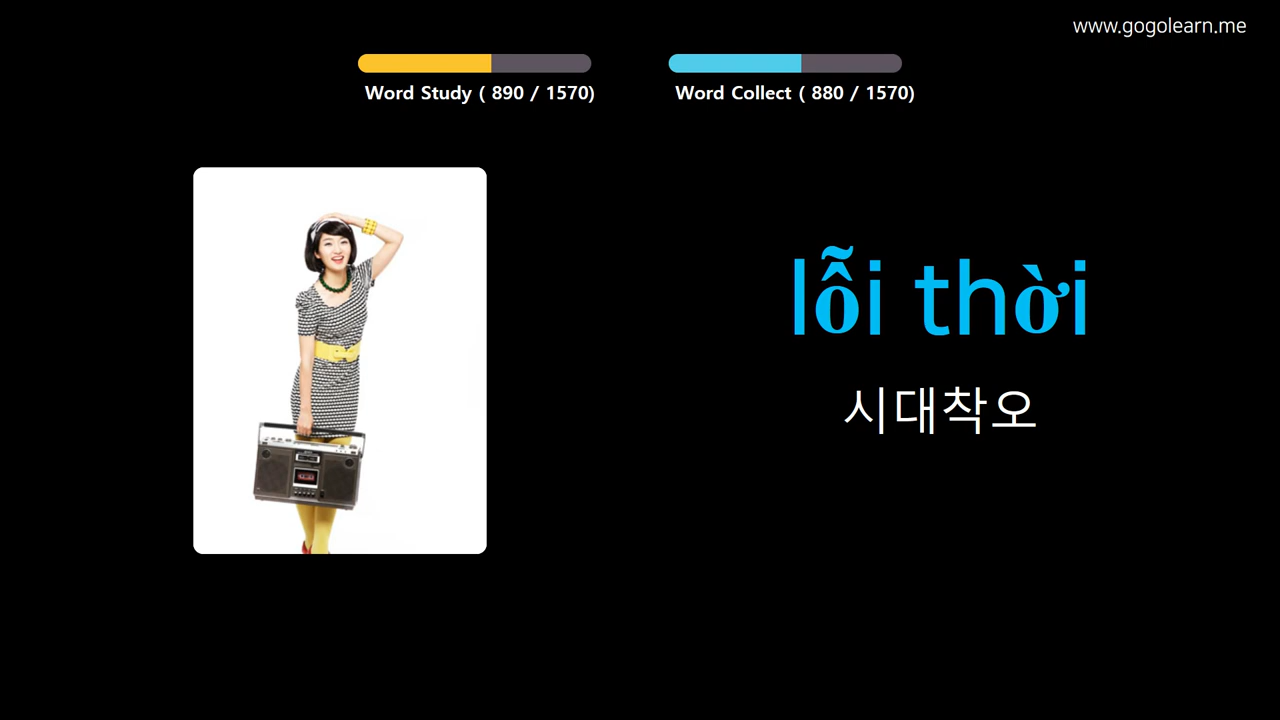 www.gogolearn.me
Word Study ( 890 / 1570)
Word Collect ( 880 / 1570)
lỗi thời
시대착오